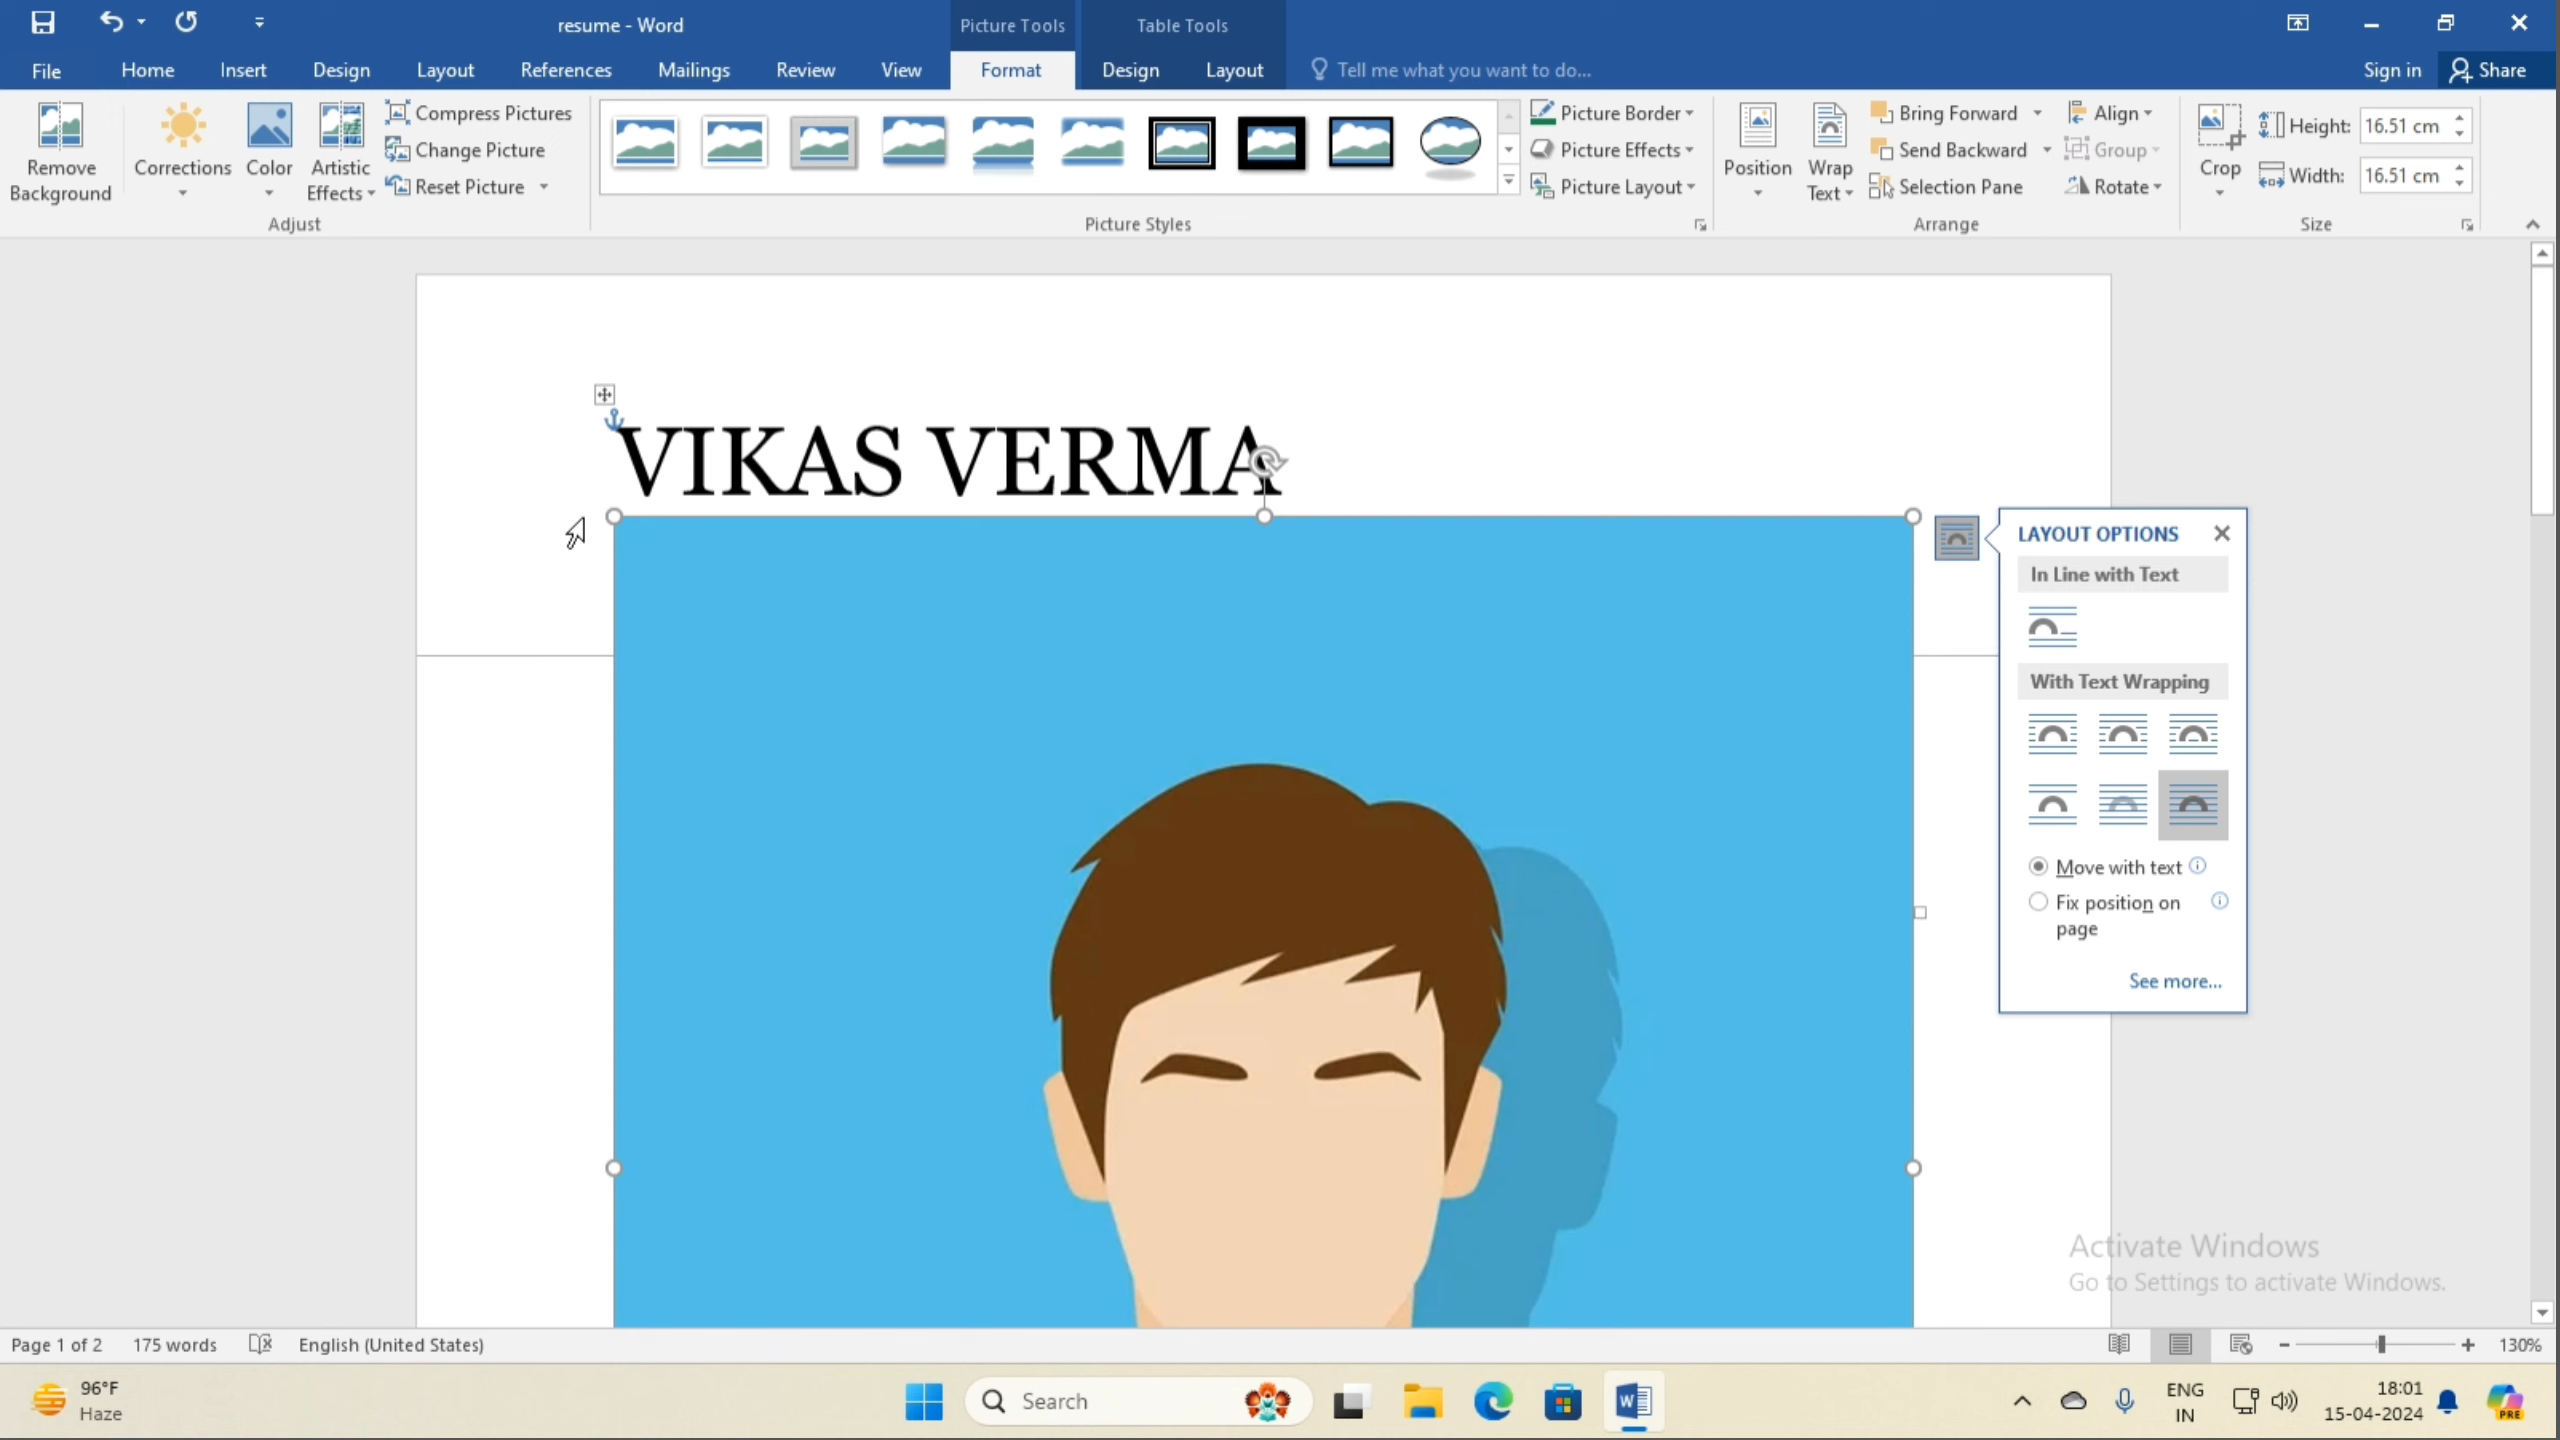 resume - Word
Picture Tools
Table Tools
File
Home
Insert
Design
Layout
References
Mailings
Review
View
Format
Design
Layout
Tell me what you want to do...
Sign in
Share
Remove Background
Corrections
Color
Artistic Effects
Compress Pictures
Change Picture
Reset Picture
Adjust
Picture Styles
Picture Border
Picture Effects
Picture Layout
Position
Wrap Text
Bring Forward
Send Backward
Selection Pane
Align
Group
Rotate
Arrange
Crop
Height: 16.51 cm
Width: 16.51 cm
Size
VIKAS VERMA
LAYOUT OPTIONS
In Line with Text
With Text Wrapping
Move with text
Fix position on
page
See more...
Activate Windows
Go to Settings to activate Windows.
Page 1 of 2
175 words
English (United States)
130%
96°F
Haze
Search
W
ENG
IN
18:01
15-04-2024
PRE